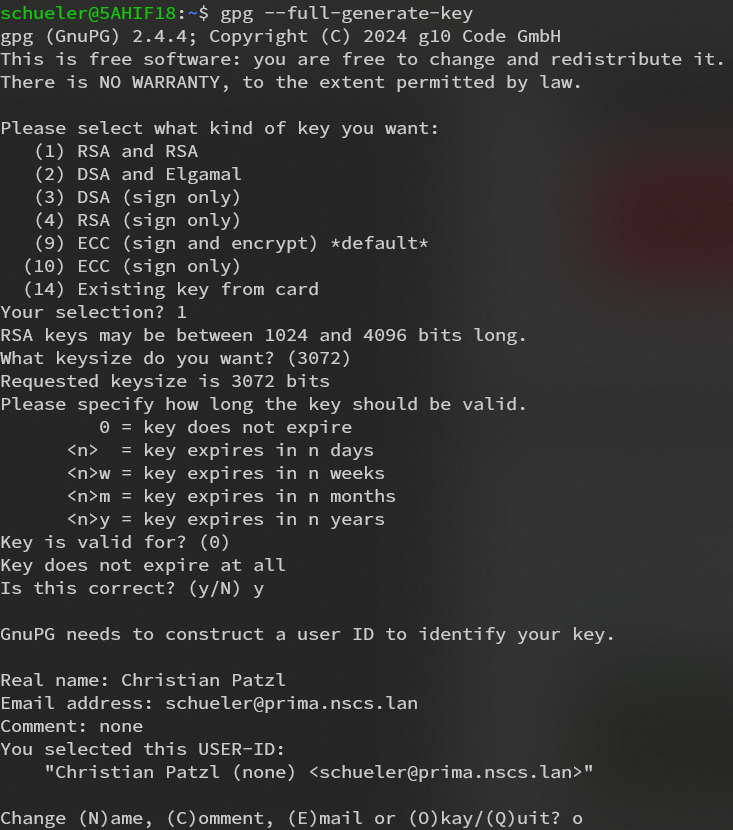 schueler@5AHIF18:~$ gpg --full-generate-key
gpg (GnuPG) 2.4.4; Copyright (C) 2024 g10 Code GmbH
This is free software: you are free to change and redistribute it.
There is NO WARRANTY, to the extent permitted by law.

Please select what kind of key you want:
   (1) RSA and RSA
   (2) DSA and Elgamal
   (3) DSA (sign only)
   (4) RSA (sign only)
   (9) ECC (sign and encrypt) *default*
  (10) ECC (sign only)
  (14) Existing key from card
Your selection? 1
RSA keys may be between 1024 and 4096 bits long.
What keysize do you want? (3072)
Requested keysize is 3072 bits
Please specify how long the key should be valid.
         0 = key does not expire
      <n>  = key expires in n days
      <n>w = key expires in n weeks
      <n>m = key expires in n months
      <n>y = key expires in n years
Key is valid for? (0)
Key does not expire at all
Is this correct? (y/N) y

GnuPG needs to construct a user ID to identify your key.

Real name: Christian Patzl
Email address: schueler@prima.nscs.lan
Comment: none
You selected this USER-ID:
    "Christian Patzl (none) <schueler@prima.nscs.lan>"

Change (N)ame, (C)omment, (E)mail or (O)kay/(Q)uit? o